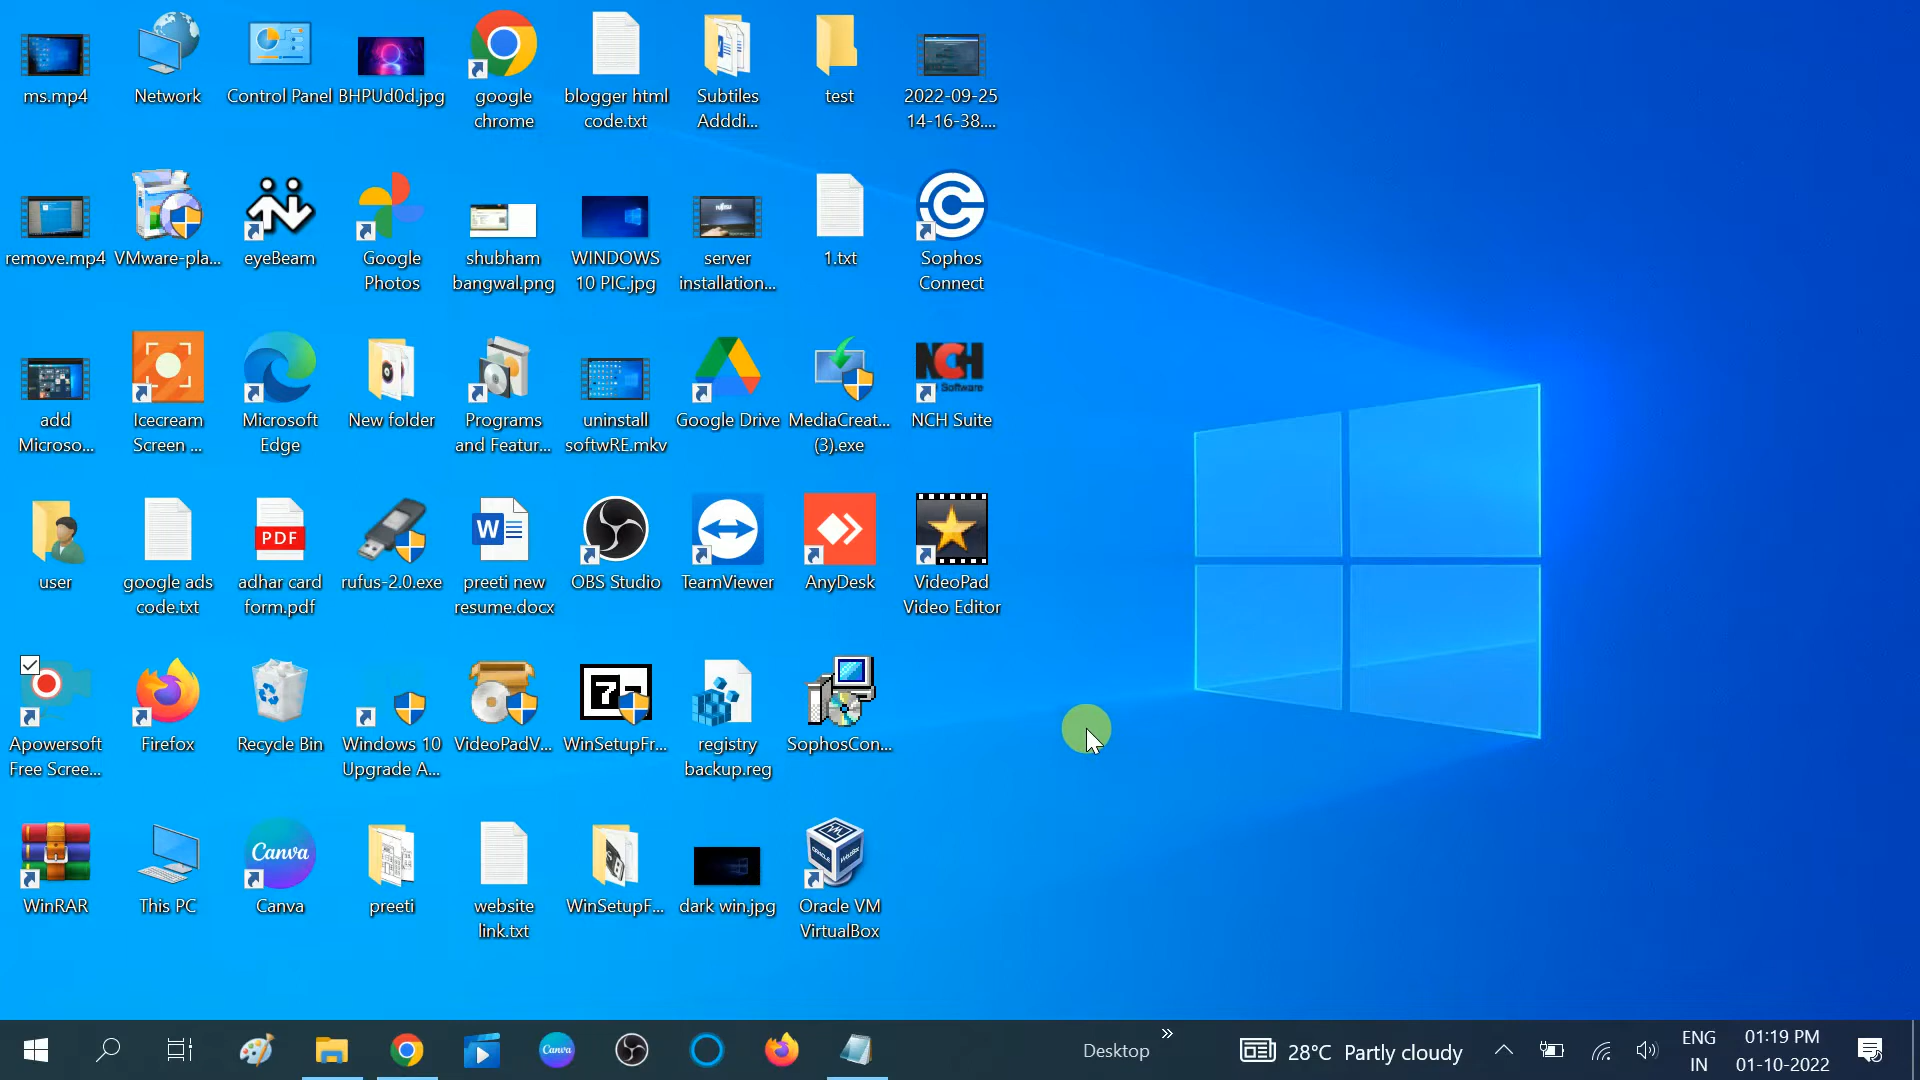 ms.mp4
Network
Control Panel
BHPUd0d.jpg
google
chrome
blogger html
code.txt
Subtiles
Adddi...
test
2022-09-25
14-16-38....
remove.mp4
VMware-pla...
eyeBeam
Google
Photos
shubham
bangwal.png
WINDOWS
10 PIC.jpg
server
installation...
1.txt
Sophos
Connect
add
Microso...
Icecream
Screen ...
Microsoft
Edge
New folder
Programs
and Featur...
uninstall
softwRE.mkv
Google Drive
MediaCreat...
(3).exe
NCH
Software
NCH Suite
user
google ads
code.txt
PDF
adhar card
form.pdf
rufus-2.0.exe
W
preeti new
resume.docx
OBS Studio
TeamViewer
AnyDesk
VideoPad
Video Editor
Apowersoft
Free Scree...
Firefox
Recycle Bin
Windows 10
Upgrade A...
VideoPadV...
7
WinSetupFr...
registry
backup.reg
SophosCon...
WinRAR
This PC
Canva
Canva
preeti
website
link.txt
WinSetupF...
dark win.jpg
Oracle VM
VirtualBox
Canva
Desktop
28°C Partly cloudy
ENG
IN
01:19 PM
01-10-2022